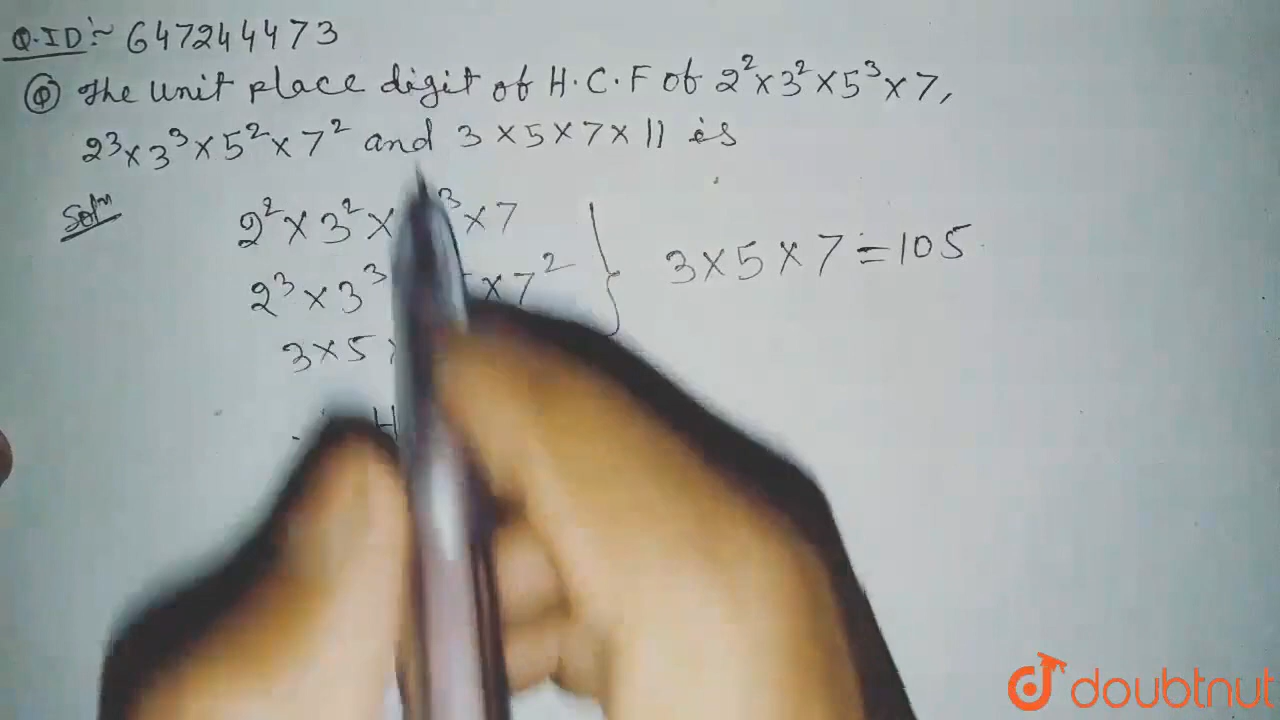 Q.ID:~ 647244473
Q The unit place digit of H.C.F of 2² × 3² × 5³ × 7,
2³ × 3³ × 5² × 7² and 3 × 5 × 7 × 11 is
Solⁿ
2² × 3² × ³ × 7
2³ × 3³ × 7² } 3 × 5 × 7 = 105
3 × 5 ×
H
doubtnut